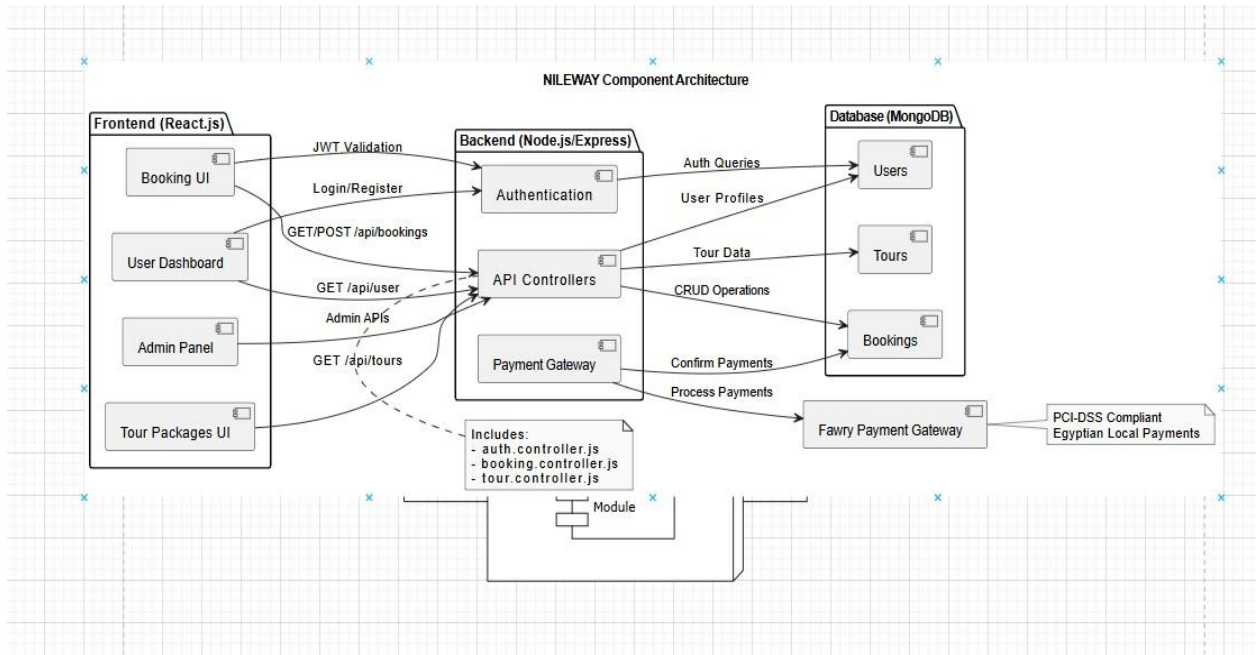 NILEWAY Component Architecture
Frontend (React.js)
Booking UI
User Dashboard
Admin Panel
Tour Packages UI
JWT Validation
Login/Register
GET/POST /api/bookings
GET /api/user
Admin APIs
GET /api/tours
Backend (Node.js/Express)
Authentication
API Controllers
Payment Gateway
Includes:
- auth.controller.js
- booking.controller.js
- tour.controller.js
Auth Queries
User Profiles
Tour Data
CRUD Operations
Confirm Payments
Process Payments
Database (MongoDB)
Users
Tours
Bookings
Fawry Payment Gateway
PCI-DSS Compliant
Egyptian Local Payments
Module